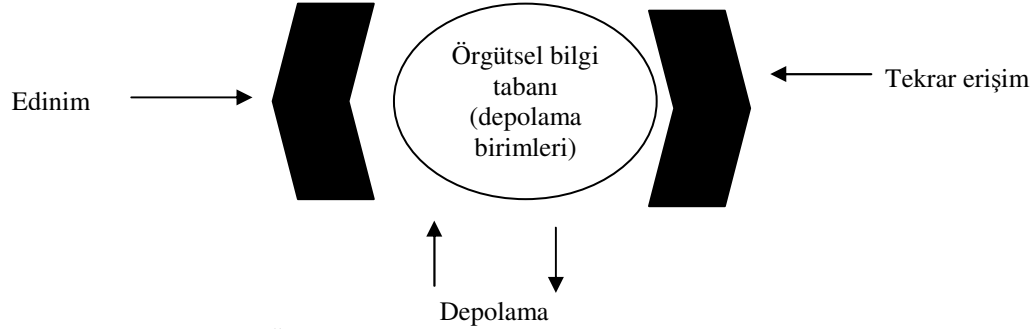 Örgütsel bilgi
tabanı
(depolama
birimleri)
Edinim
Tekrar erişim
Depolama